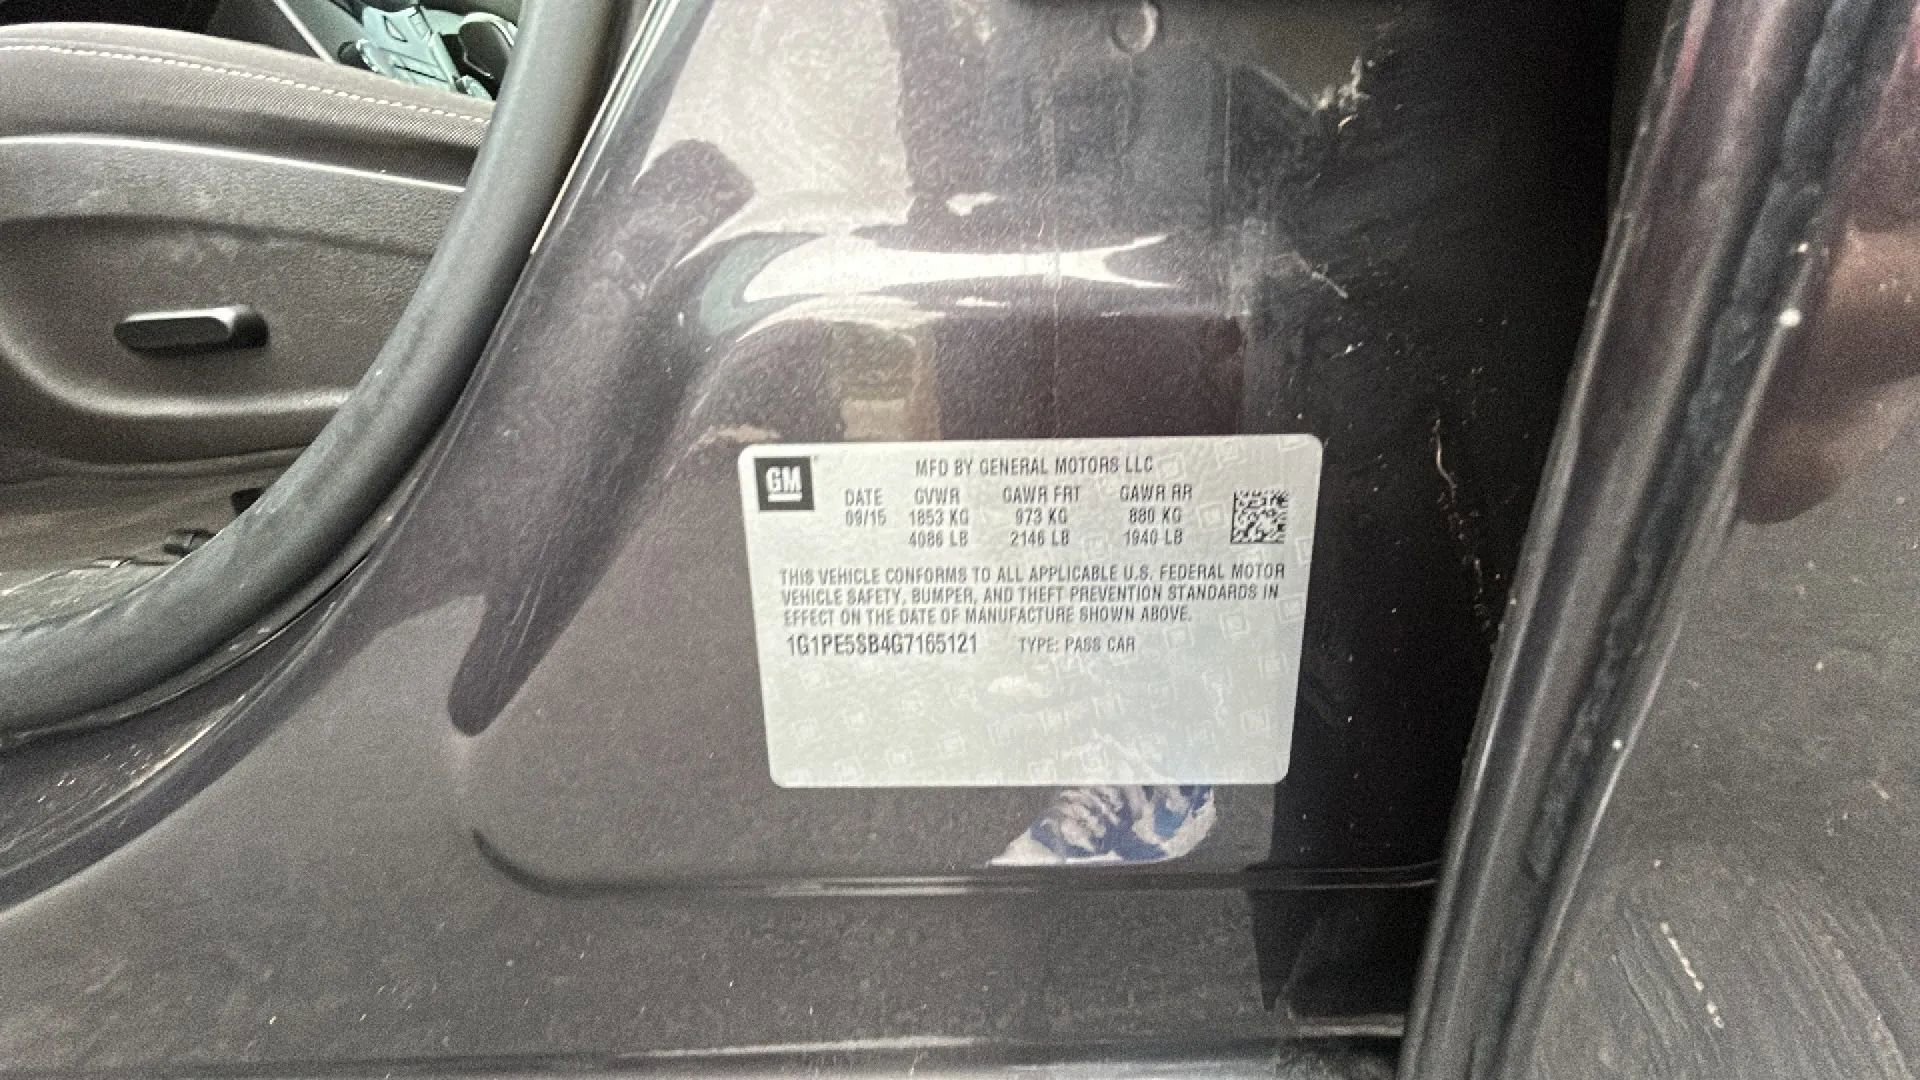 GM
MFD BY GENERAL MOTORS LLC
DATE GVWR GAWR FRT GAWR RR
09/15 1853 KG 973 KG 880 KG
4086 LB 2146 LB 1940 LB
THIS VEHICLE CONFORMS TO ALL APPLICABLE U.S. FEDERAL MOTOR
VEHICLE SAFETY, BUMPER, AND THEFT PREVENTION STANDARDS IN
EFFECT ON THE DATE OF MANUFACTURE SHOWN ABOVE.
1G1PE5SB4G7165121 TYPE: PASS CAR